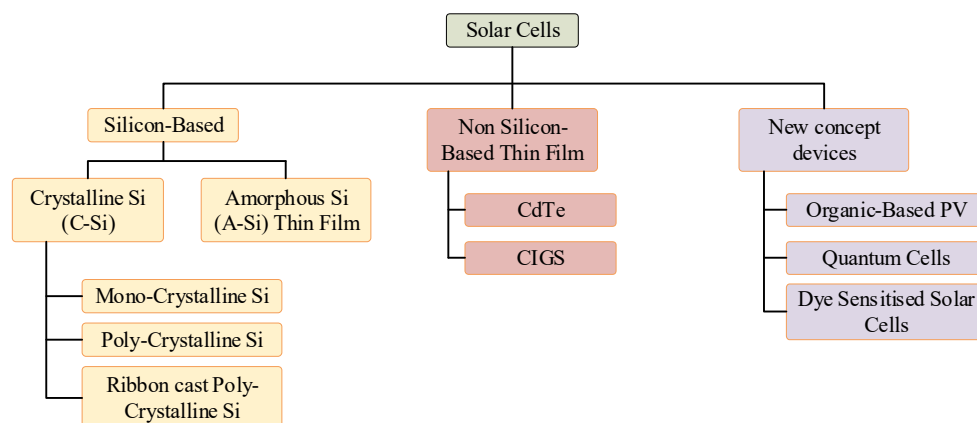 Solar Cells
Silicon-Based
Non Silicon-
Based Thin Film
New concept
devices
Crystalline Si
(C-Si)
Amorphous Si
(A-Si) Thin Film
CdTe
CIGS
Organic-Based PV
Quantum Cells
Dye Sensitised Solar
Cells
Mono-Crystalline Si
Poly-Crystalline Si
Ribbon cast Poly-
Crystalline Si